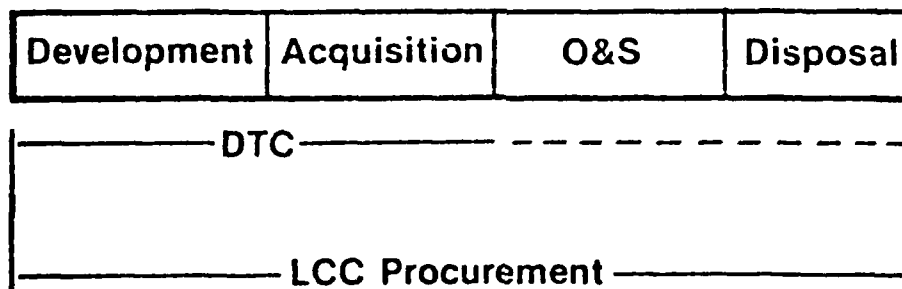 Development Acquisition O&S Disposal
DTC
LCC Procurement